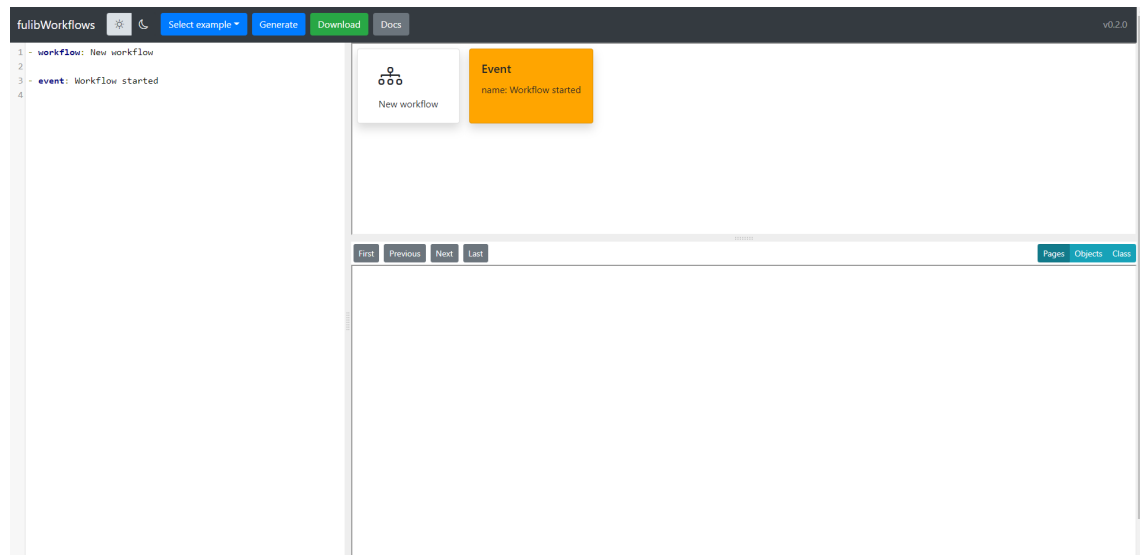 fulibWorkflows Select example Generate Download Docs v0.2.0
1 - workflow: New workflow
2
3 - event: Workflow started
4
New workflow
Event
name: Workflow started
First Previous Next Last Pages Objects Class